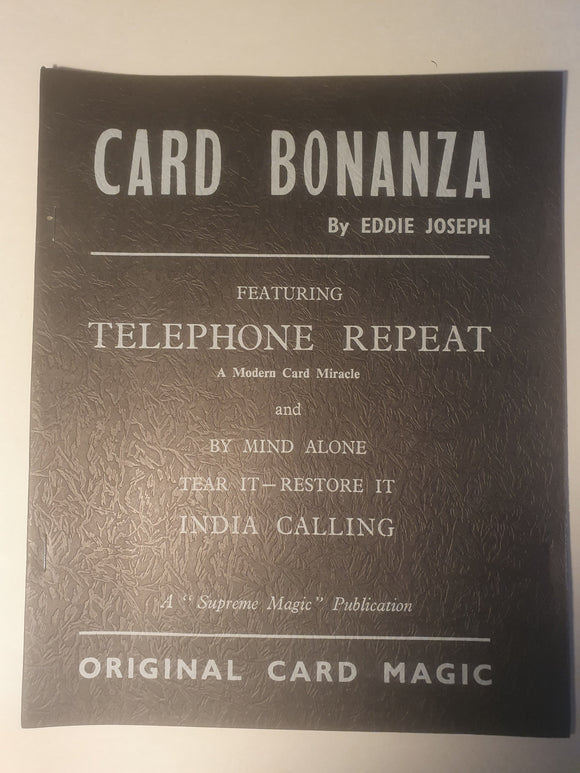 CARD BONANZA
By EDDIE JOSEPH
FEATURING
TELEPHONE REPEAT
A Modern Card Miracle
and
BY MIND ALONE
TEAR IT—RESTORE IT
INDIA CALLING
A “Supreme Magic” Publication
ORIGINAL CARD MAGIC